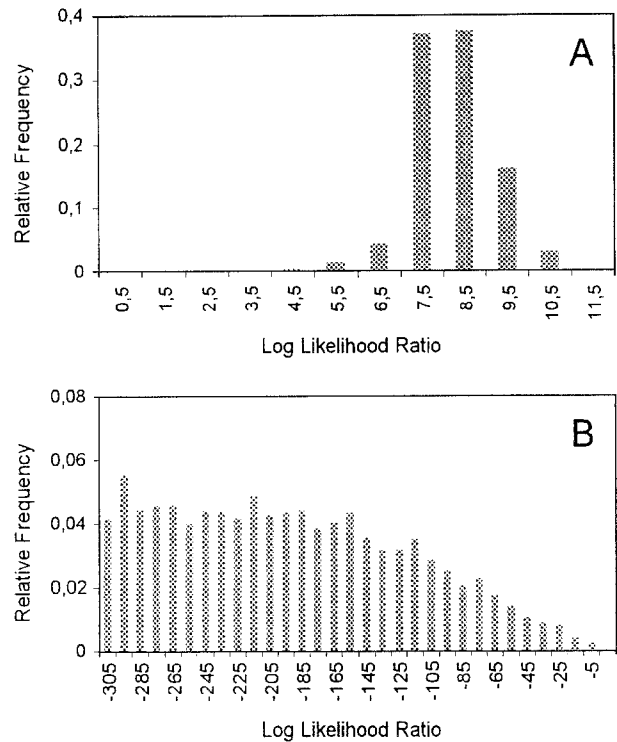 0,4
A
0,3
0,2
0,1
0
Relative Frequency
0,5 1,5 2,5 3,5 4,5 5,5 6,5 7,5 8,5 9,5 10,5 11,5
Log Likelihood Ratio
0,08
B
0,06
0,04
0,02
0
Relative Frequency
-305 -285 -265 -245 -225 -205 -185 -165 -145 -125 -105 -85 -65 -45 -25 -5
Log Likelihood Ratio